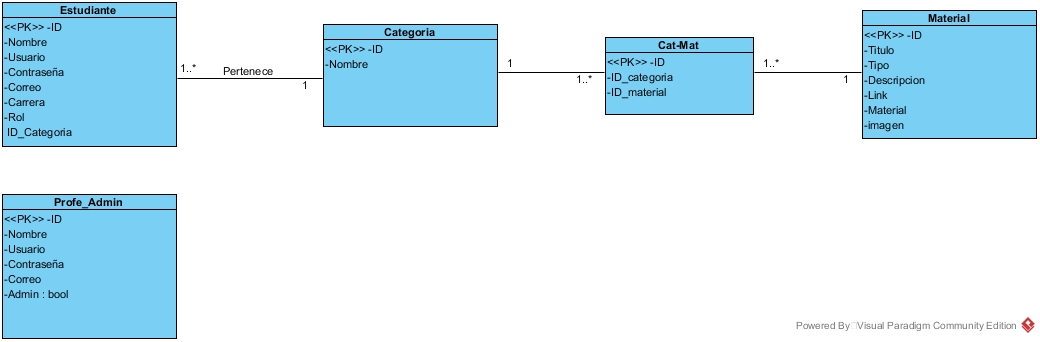 Estudiante
<<PK>> -ID
-Nombre
-Usuario
-Contraseña
-Correo
-Carrera
-Rol
ID_Categoria
1..*
Pertenece
1
Categoria
<<PK>> -ID
-Nombre
1
1..*
Cat-Mat
<<PK>> -ID
-ID_categoria
-ID_material
1..*
1
Material
<<PK>> -ID
-Titulo
-Tipo
-Descripcion
-Link
-Material
-imagen
Profe_Admin
<<PK>> -ID
-Nombre
-Usuario
-Contraseña
-Correo
-Admin : bool
Powered By Visual Paradigm Community Edition